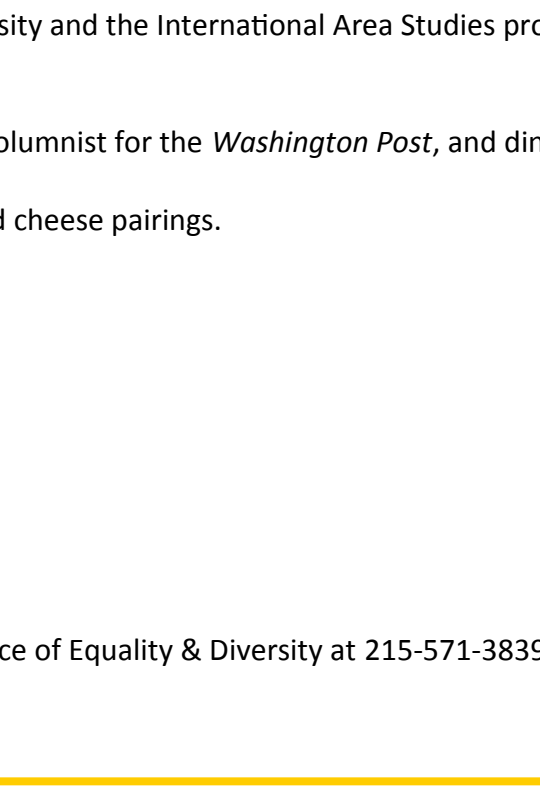 sity and the International Area Studies pro
olumnist for the Washington Post, and din
d cheese pairings.
ce of Equality & Diversity at 215-571-3839